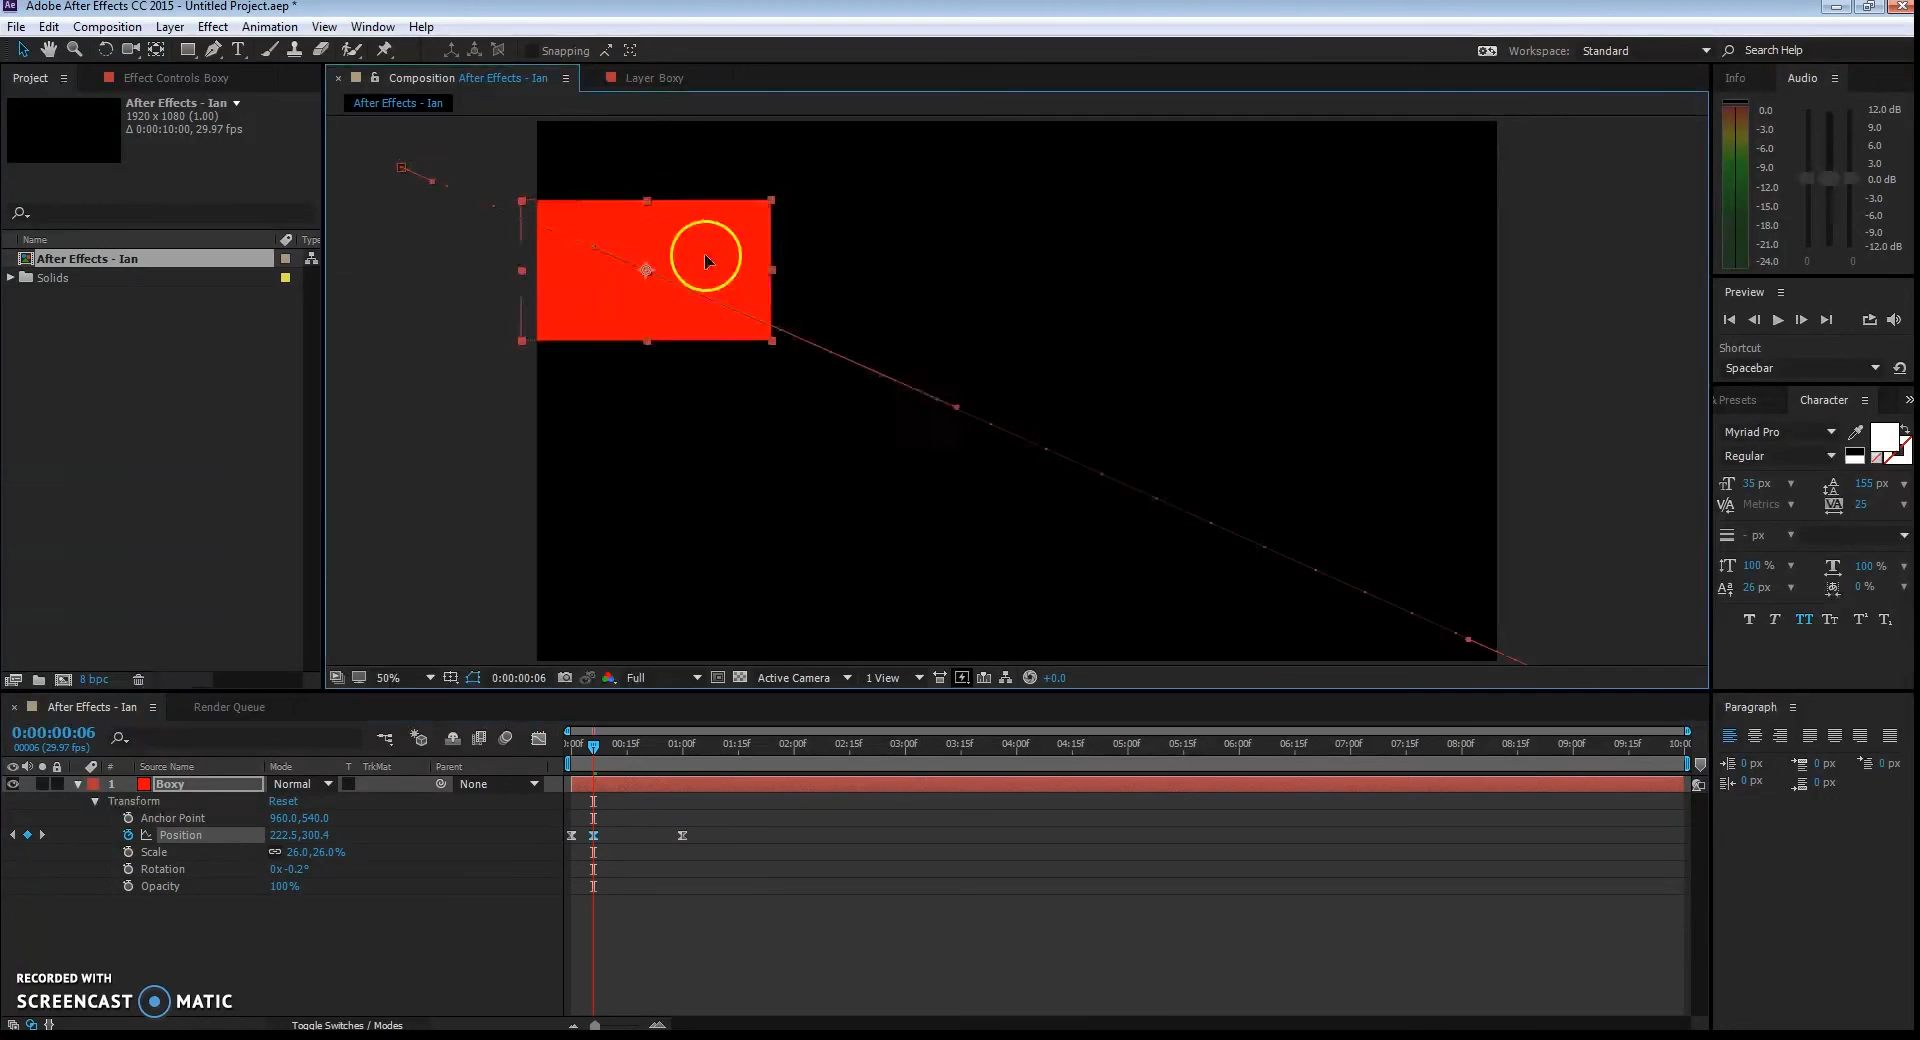 Adobe After Effects CC 2015 - Untitled Project.aep *
File Edit Composition Layer Effect Animation View Window Help
Snapping
Workspace: Standard
Search Help
Project
Effect Controls Boxy
After Effects - Ian
1920 x 1080 (1.00)
Δ 0:00:10:00, 29.97 fps
Name Type
After Effects - Ian
Solids
8 bpc
Composition After Effects - Ian
Layer Boxy
After Effects - Ian
50%
0:00:00:06
Full
Active Camera
1 View
+0.0
Info Audio
0.0 12.0 dB
-3.0 9.0
-6.0 6.0
-9.0 3.0
-12.0 0.0 dB
-15.0 -3.0
-18.0 -6.0
-21.0 -9.0
-24.0 0 0 -12.0 dB
Preview
Shortcut
Spacebar
& Presets Character
Myriad Pro
Regular
35 px 155 px
Metrics 25
- px
100 % 100 %
26 px 0 %
Paragraph
0 px 0 px 0 px
0 px 0 px
After Effects - Ian
Render Queue
0:00:00:06
00006 (29.97 fps)
00:15f 01:00f 01:15f 02:00f 02:15f 03:00f 03:15f 04:00f 04:15f 05:00f 05:15f 06:00f 06:15f 07:00f 07:15f 08:00f 08:15f 09:00f 09:15f
# Source Name Mode T TrkMat Parent
1 Boxy Normal None
Transform Reset
Anchor Point 960.0,540.0
Position 222.5,300.4
Scale 26.0,26.0%
Rotation 0x-0.2°
Opacity 100%
RECORDED WITH
SCREENCAST MATIC
Toggle Switches / Modes